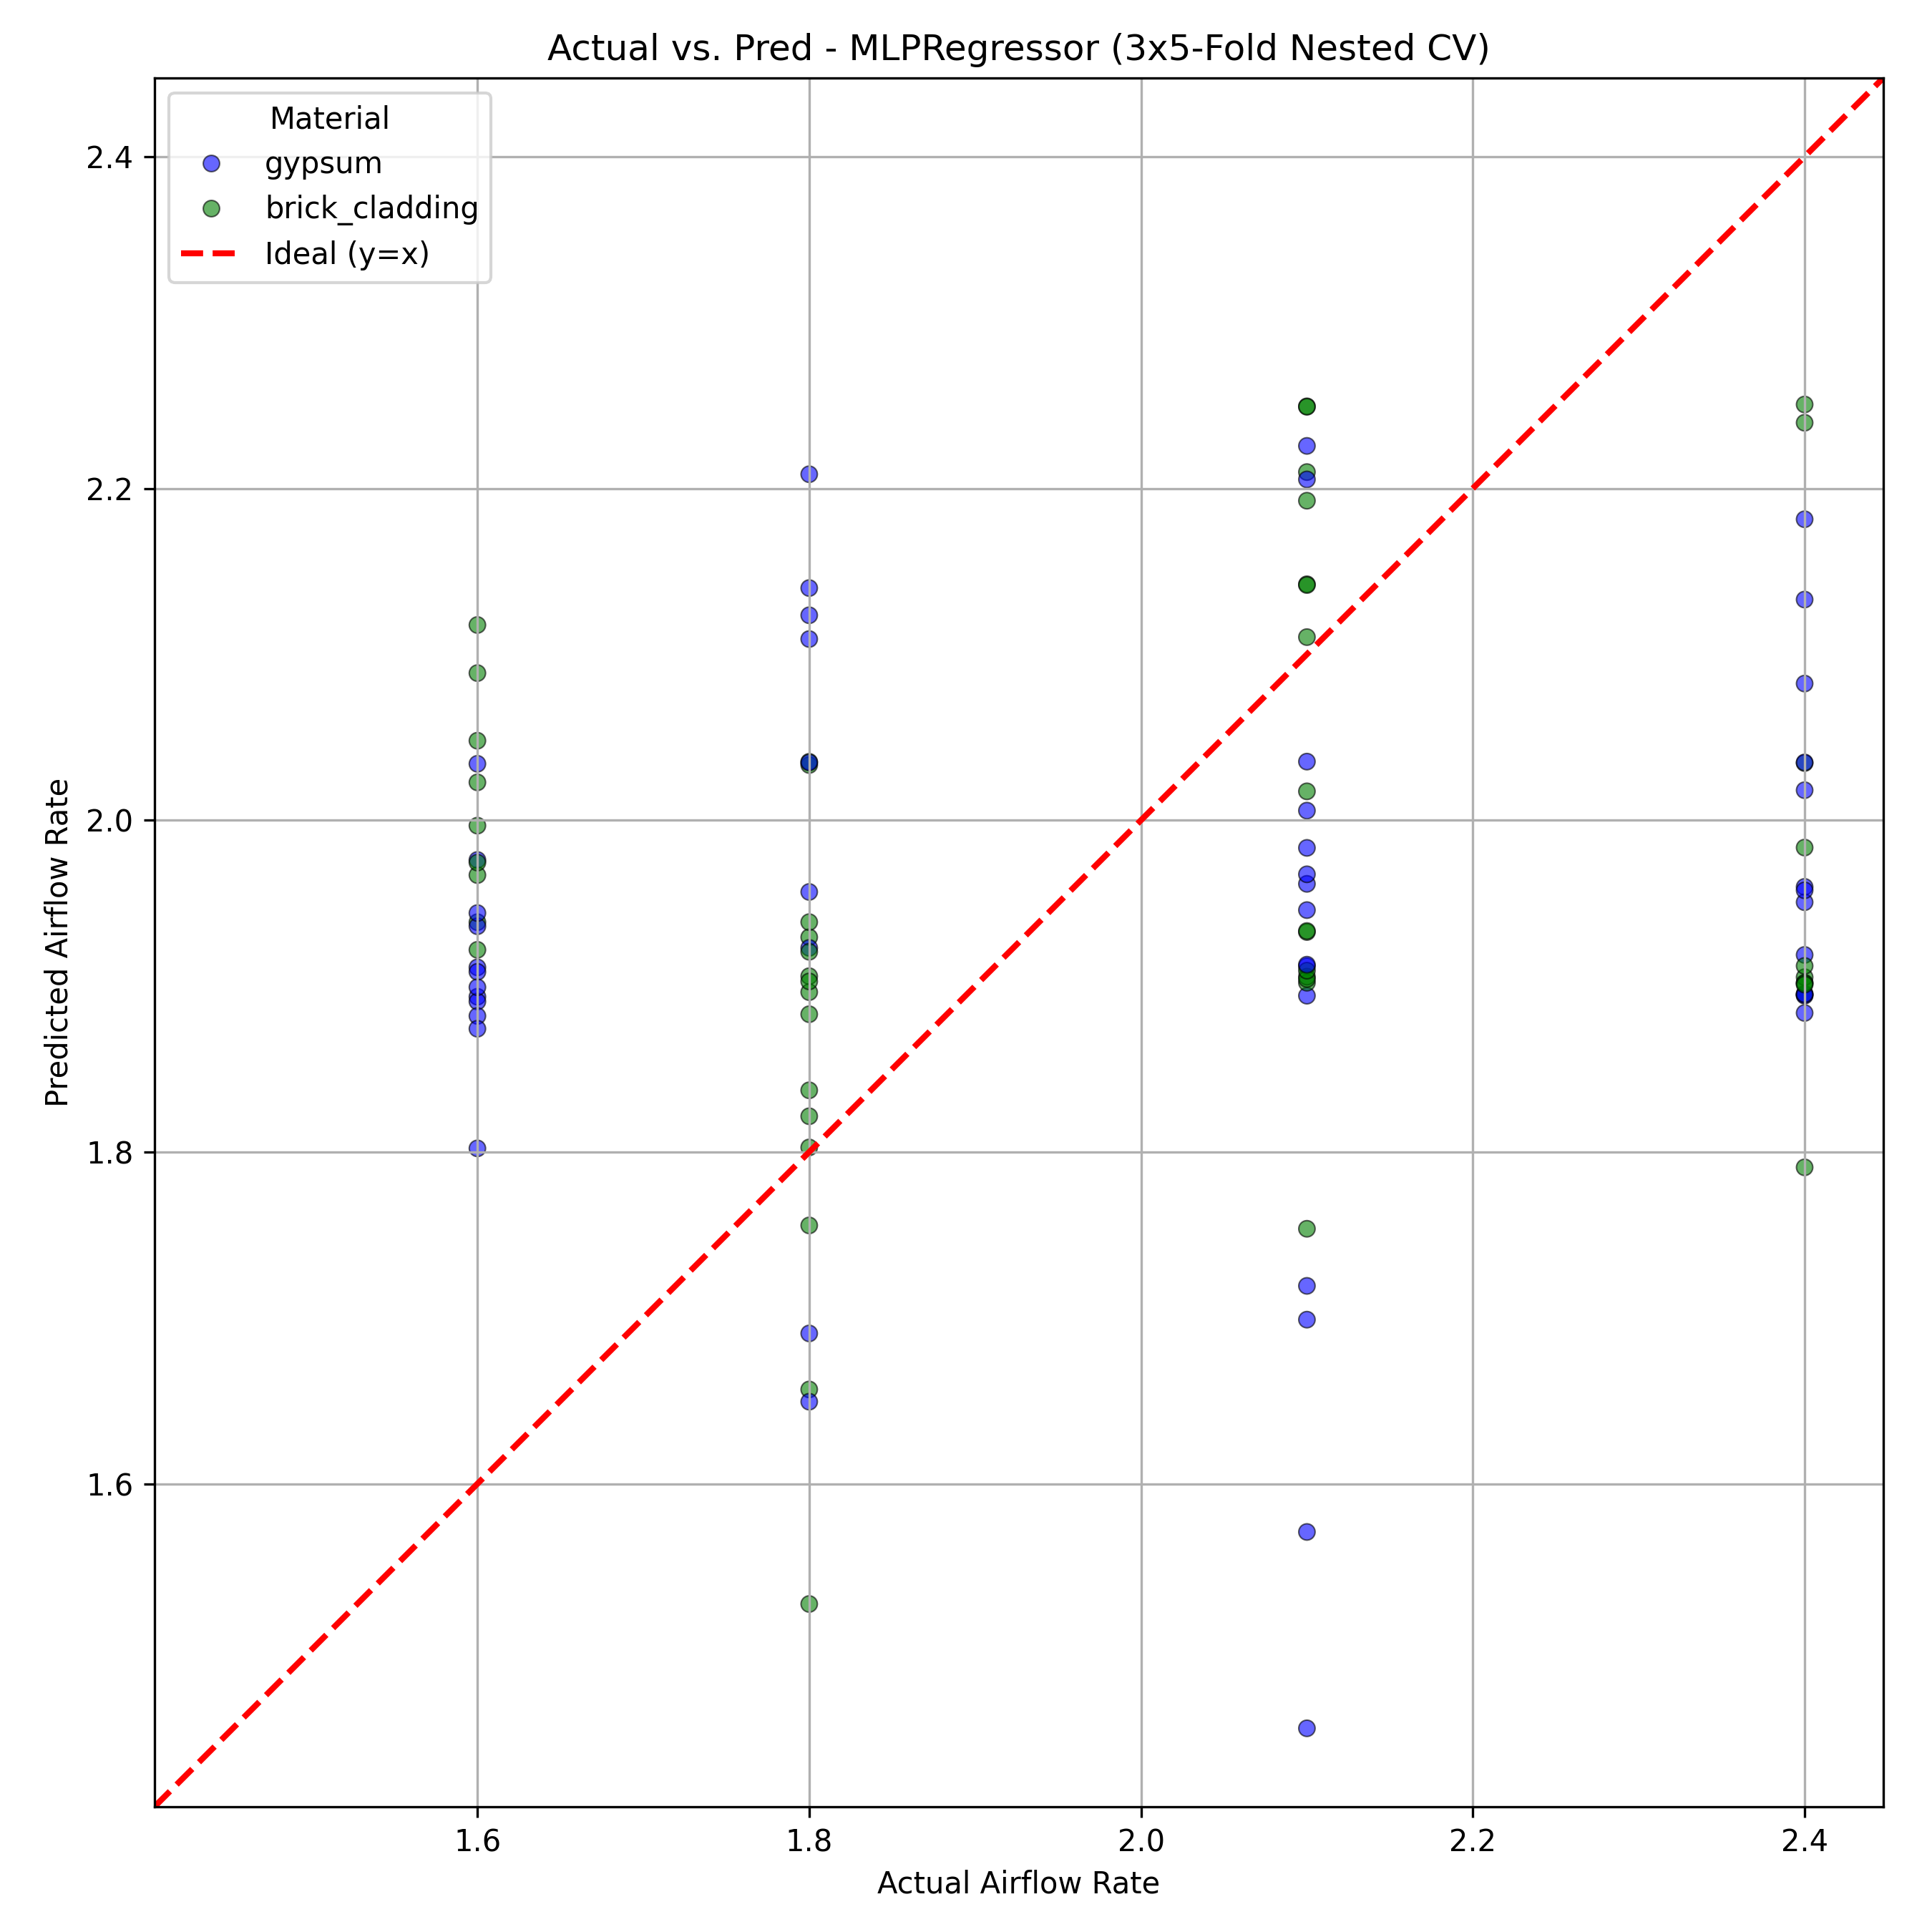 Actual vs. Pred - MLPRegressor (3x5-Fold Nested CV)
Material
gypsum
brick_cladding
Ideal (y=x)
2.4
2.2
2.0
1.8
1.6
Predicted Airflow Rate
1.6 1.8 2.0 2.2 2.4
Actual Airflow Rate